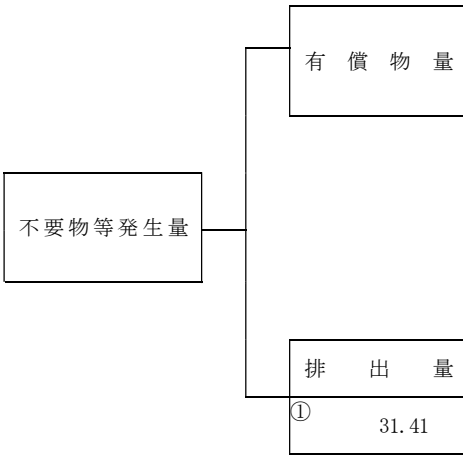 有償物量
不要物等発生量
排出量
①
31.41